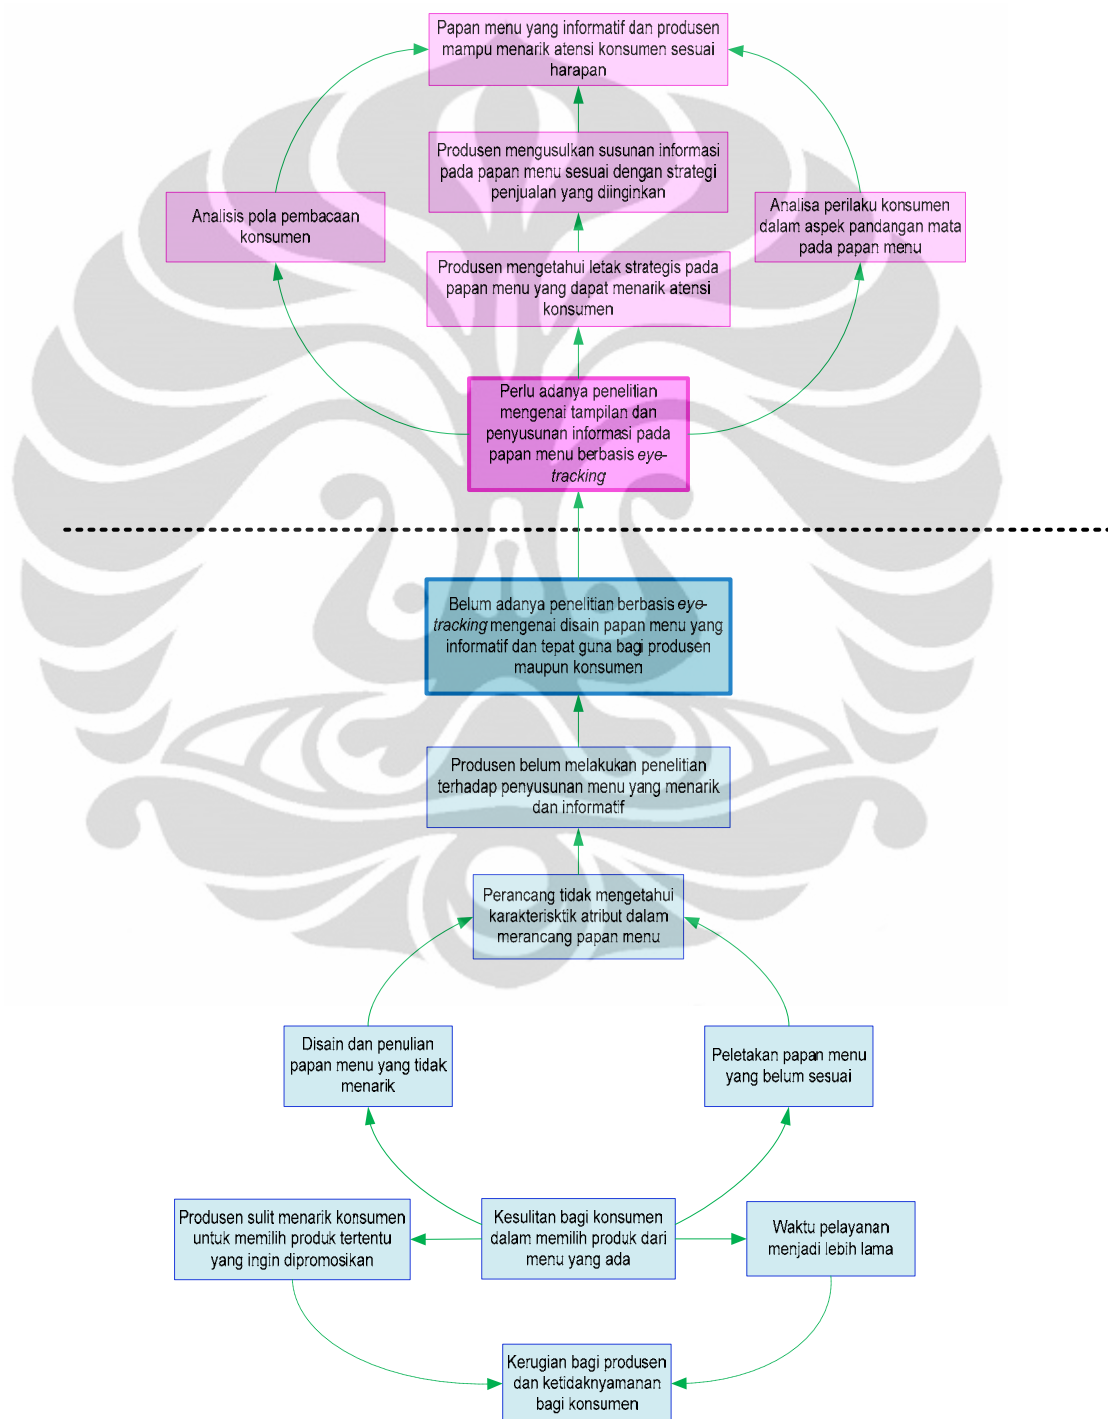 Papan menu yang informatif dan produsen
mampu menarik atensi konsumen sesuai
harapan
Produsen mengusulkan susunan informasi
pada papan menu sesuai dengan strategi
penjualan yang diinginkan
Analisis pola pembacaan
konsumen
Analisa perilaku konsumen
dalam aspek pandangan mata
pada papan menu
Produsen mengetahui letak strategis pada
papan menu yang dapat menarik atensi
konsumen
Perlu adanya penelitian
mengenai tampilan dan
penyusunan informasi pada
papan menu berbasis eye-
tracking
Belum adanya penelitian berbasis eye-
tracking mengenai disain papan menu yang
informatif dan tepat guna bagi produsen
maupun konsumen
Produsen belum melakukan penelitian
terhadap penyusunan menu yang menarik
dan informatif
Perancang tidak mengetahui
karakterisktik atribut dalam
merancang papan menu
Disain dan penulian
papan menu yang tidak
menarik
Peletakan papan menu
yang belum sesuai
Produsen sulit menarik konsumen
untuk memilih produk tertentu
yang ingin dipromosikan
Kesulitan bagi konsumen
dalam memilih produk dari
menu yang ada
Waktu pelayanan
menjadi lebih lama
Kerugian bagi produsen
dan ketidaknyamanan
bagi konsumen